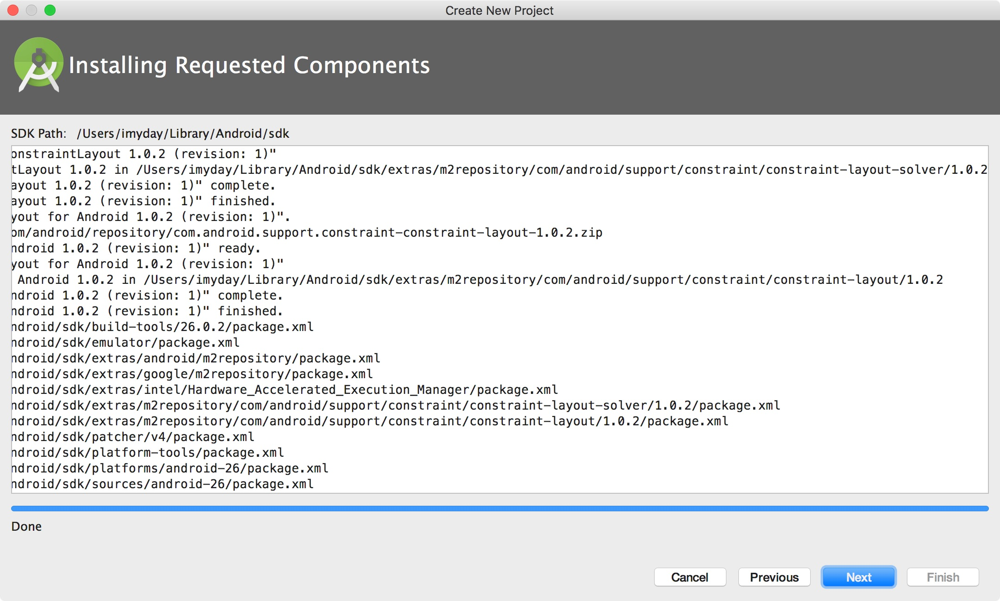 Create New Project
Installing Requested Components
SDK Path: /Users/imyday/Library/Android/sdk
onstraintLayout 1.0.2 (revision: 1)"
tLayout 1.0.2 in /Users/imyday/Library/Android/sdk/extras/m2repository/com/android/support/constraint/constraint-layout-solver/1.0.2
ayout 1.0.2 (revision: 1)" complete.
ayout 1.0.2 (revision: 1)" finished.
yout for Android 1.0.2 (revision: 1)".
om/android/repository/com.android.support.constraint-constraint-layout-1.0.2.zip
ndroid 1.0.2 (revision: 1)" ready.
yout for Android 1.0.2 (revision: 1)"
Android 1.0.2 in /Users/imyday/Library/Android/sdk/extras/m2repository/com/android/support/constraint/constraint-layout/1.0.2
ndroid 1.0.2 (revision: 1)" complete.
ndroid 1.0.2 (revision: 1)" finished.
ndroid/sdk/build-tools/26.0.2/package.xml
ndroid/sdk/emulator/package.xml
ndroid/sdk/extras/android/m2repository/package.xml
ndroid/sdk/extras/google/m2repository/package.xml
ndroid/sdk/extras/intel/Hardware_Accelerated_Execution_Manager/package.xml
ndroid/sdk/extras/m2repository/com/android/support/constraint/constraint-layout-solver/1.0.2/package.xml
ndroid/sdk/extras/m2repository/com/android/support/constraint/constraint-layout/1.0.2/package.xml
ndroid/sdk/patcher/v4/package.xml
ndroid/sdk/platform-tools/package.xml
ndroid/sdk/platforms/android-26/package.xml
ndroid/sdk/sources/android-26/package.xml
Done
Cancel Previous Next Finish